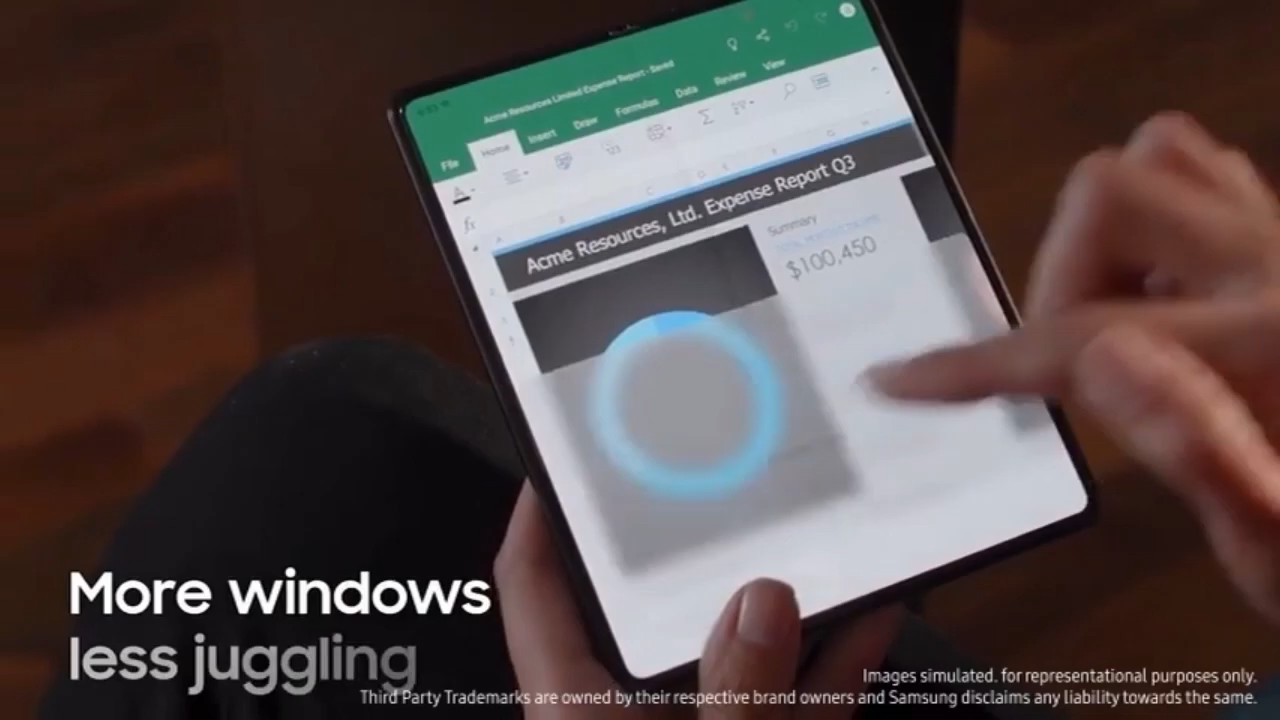 Acme Resources Limited Expense Report - Saved
File Home Insert Draw Formulas Data Review View
fx
Acme Resources, Ltd. Expense Report Q3
Summary
$100,450
More windows
less juggling
Images simulated. for representational purposes only.
Third Party Trademarks are owned by their respective brand owners and Samsung disclaims any liability towards the same.